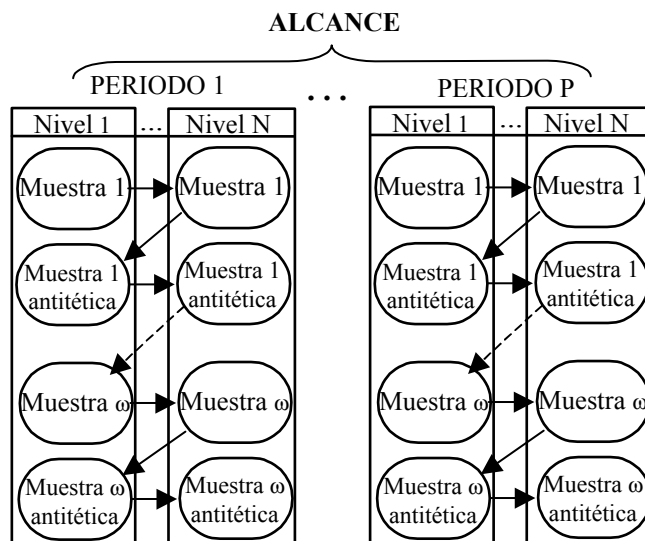 ALCANCE
PERIODO 1 ... PERIODO P
Nivel 1 ... Nivel N Nivel 1 ... Nivel N
Muestra 1 Muestra 1 Muestra 1 Muestra 1
Muestra 1 Muestra 1 Muestra 1 Muestra 1
antitética antitética antitética antitética
Muestra ω Muestra ω Muestra ω Muestra ω
Muestra ω Muestra ω Muestra ω Muestra ω
antitética antitética antitética antitética